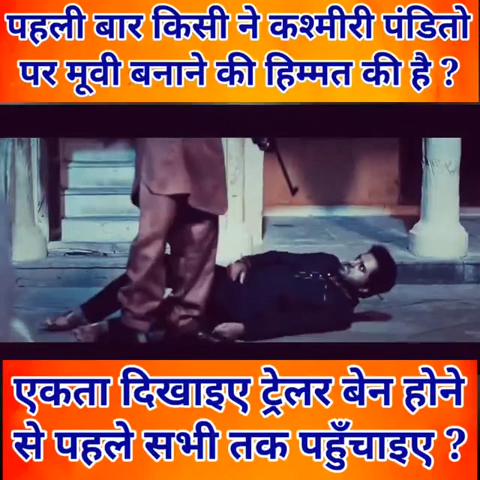 पहली बार किसी ने कश्मीरी पंडितो
पर मूवी बनाने की हिम्मत की है ?
एकता दिखाइए ट्रेलर बेन होने
से पहले सभी तक पहुँचाइए ?